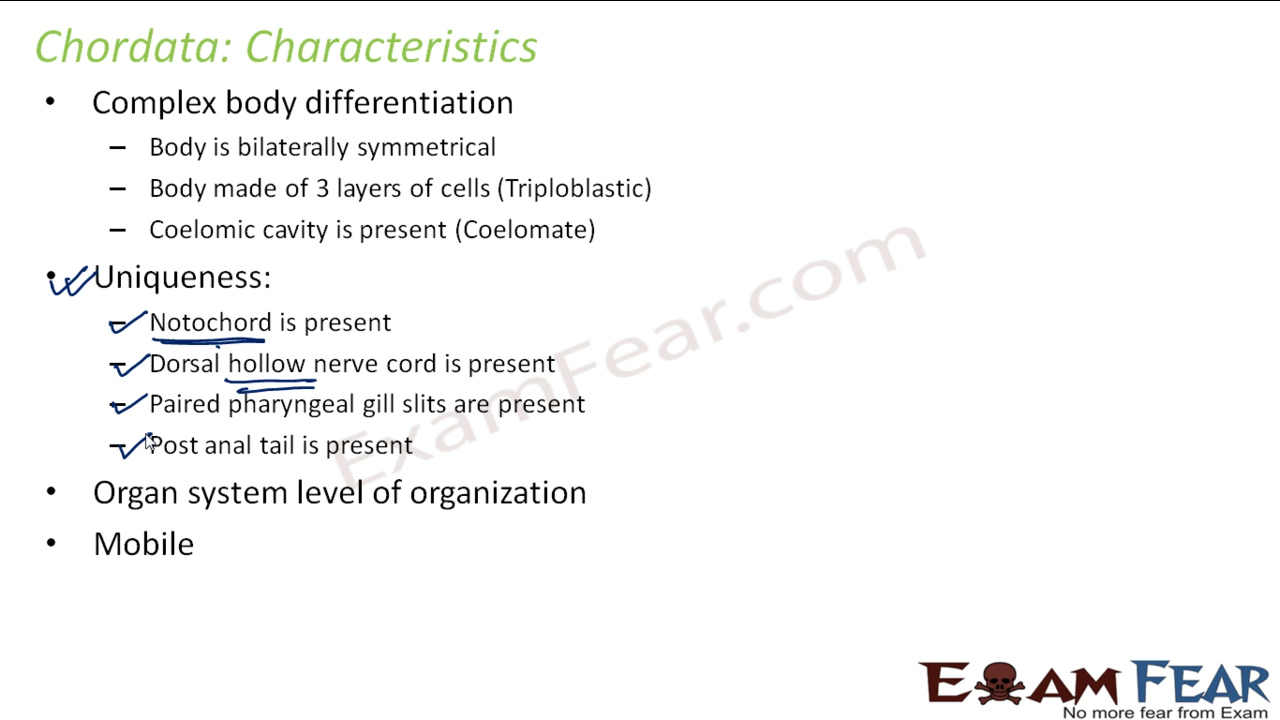 Chordata: Characteristics
• Complex body differentiation
– Body is bilaterally symmetrical
– Body made of 3 layers of cells (Triploblastic)
– Coelomic cavity is present (Coelomate)
• Uniqueness:
– Notochord is present
– Dorsal hollow nerve cord is present
– Paired pharyngeal gill slits are present
– Post anal tail is present
• Organ system level of organization
• Mobile
ExamFear.com
EXAM FEAR
No more fear from Exam